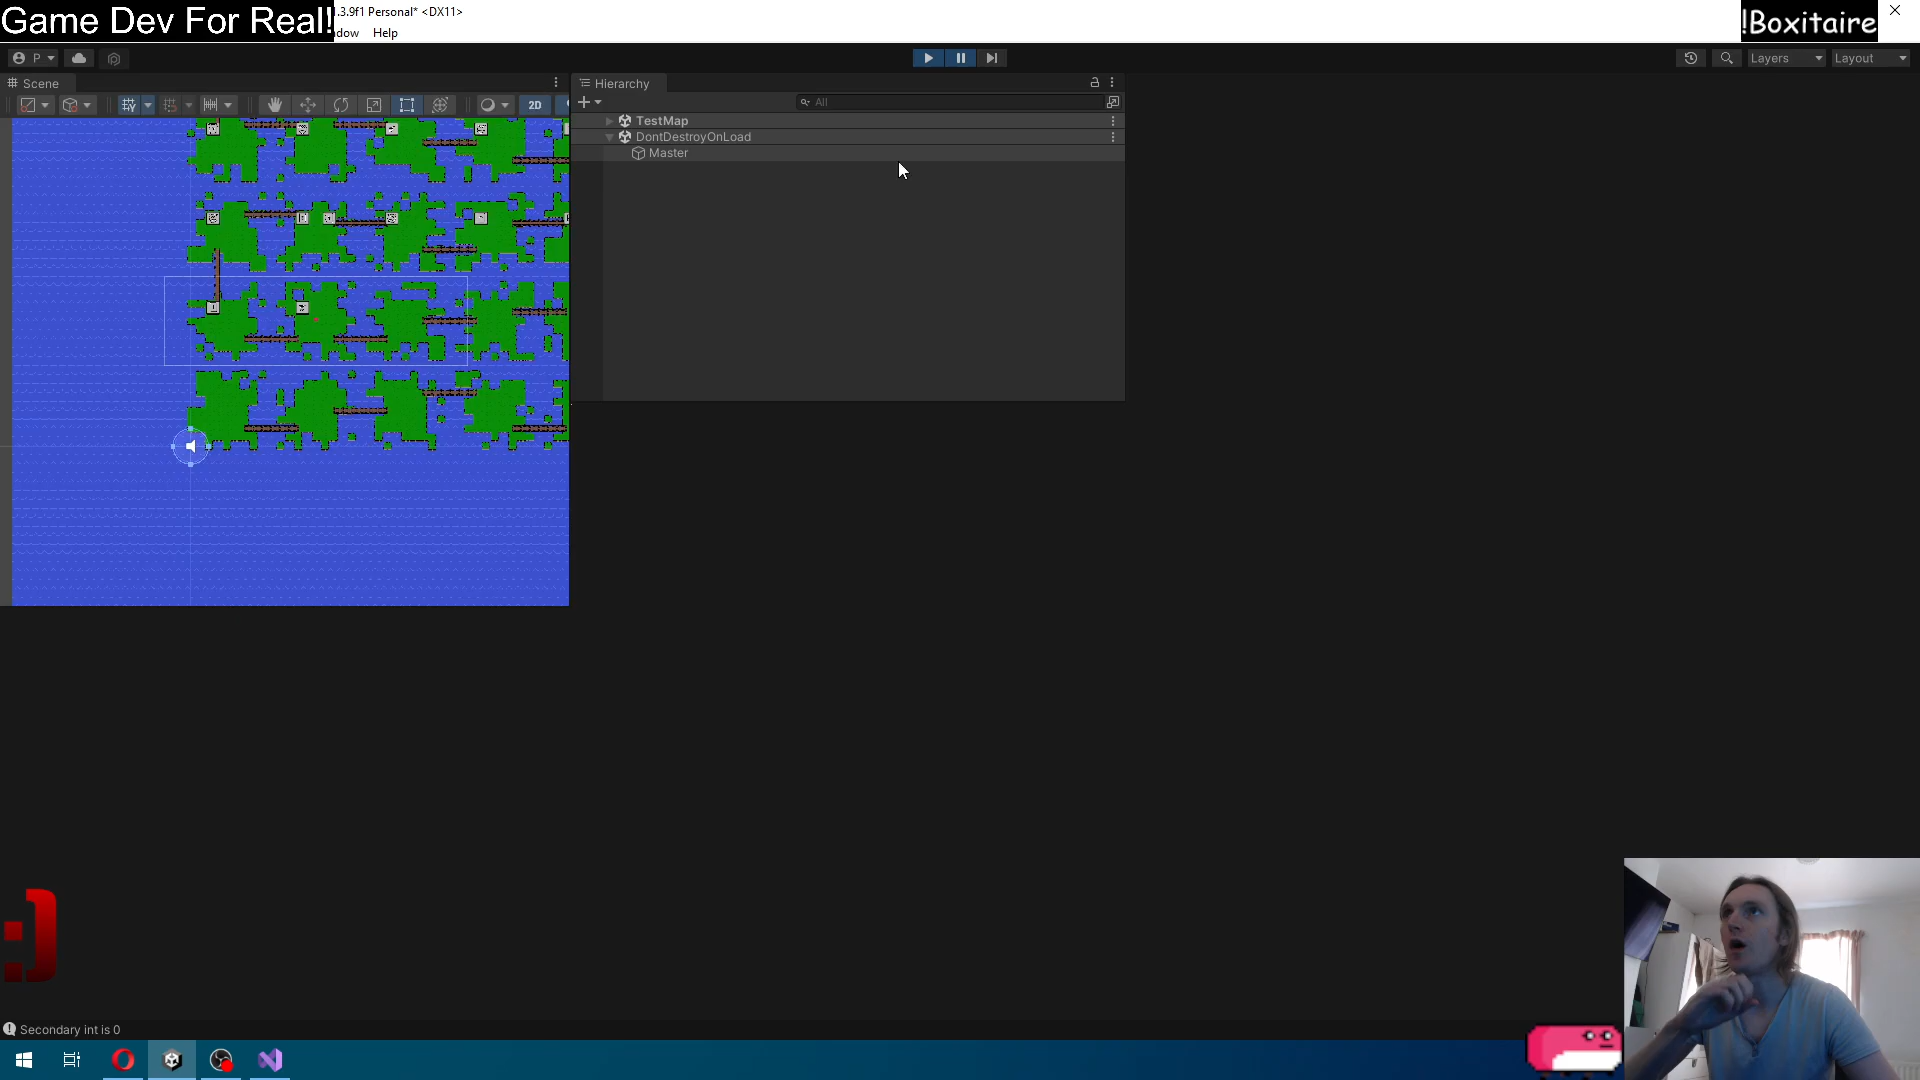 Game Dev For Real!
.3.9f1 Personal* <DX11>
!Boxitaire
dow Help
P
Layers
Layout
Scene
Hierarchy
2D
All
TestMap
DontDestroyOnLoad
Master
:)
Secondary int is 0